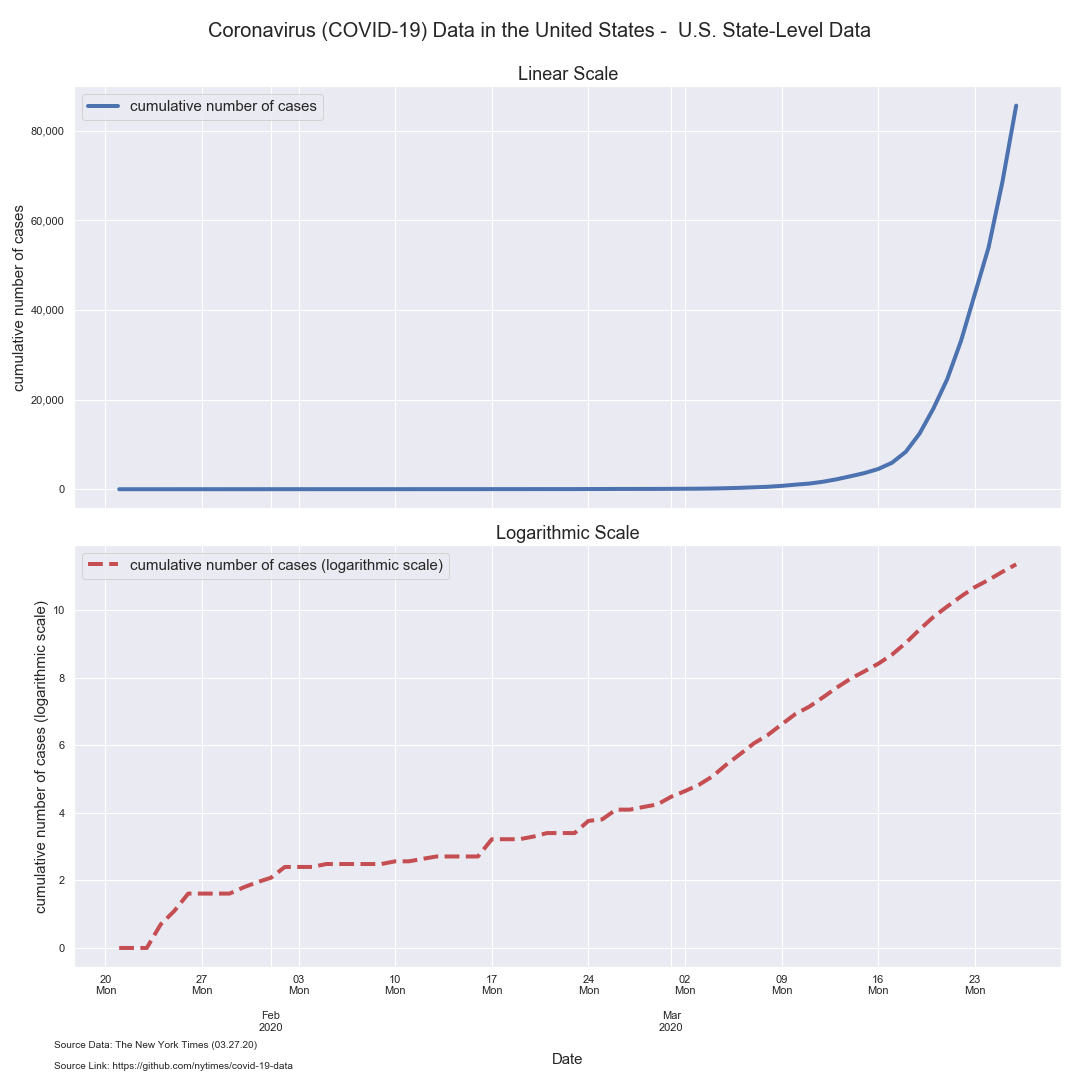 Coronavirus (COVID-19) Data in the United States -  U.S. State-Level Data
Linear Scale
cumulative number of cases
80,000
60,000
40,000
20,000
0
cumulative number of cases
Logarithmic Scale
cumulative number of cases (logarithmic scale)
10
8
6
4
2
0
cumulative number of cases (logarithmic scale)
20 27 03 10 17 24 02 09 16 23
Mon Mon Mon Mon Mon Mon Mon Mon Mon Mon
Feb Mar
2020 2020
Source Data: The New York Times (03.27.20)
Date
Source Link: https://github.com/nytimes/covid-19-data